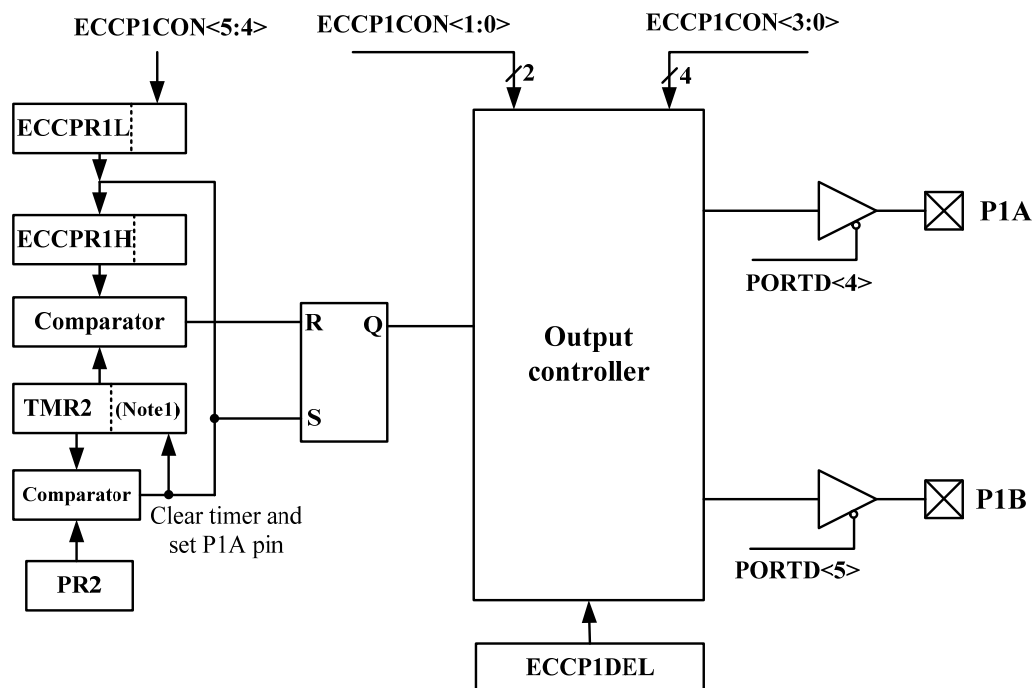 ECCP1CON<5:4>
ECCP1CON<1:0>
ECCP1CON<3:0>
2
4
ECCPR1L
ECCPR1H
Comparator
TMR2
(Note1)
Comparator
Clear timer and
set P1A pin
PR2
R
Q
S
Output
controller
P1A
PORTD<4>
P1B
PORTD<5>
ECCP1DEL